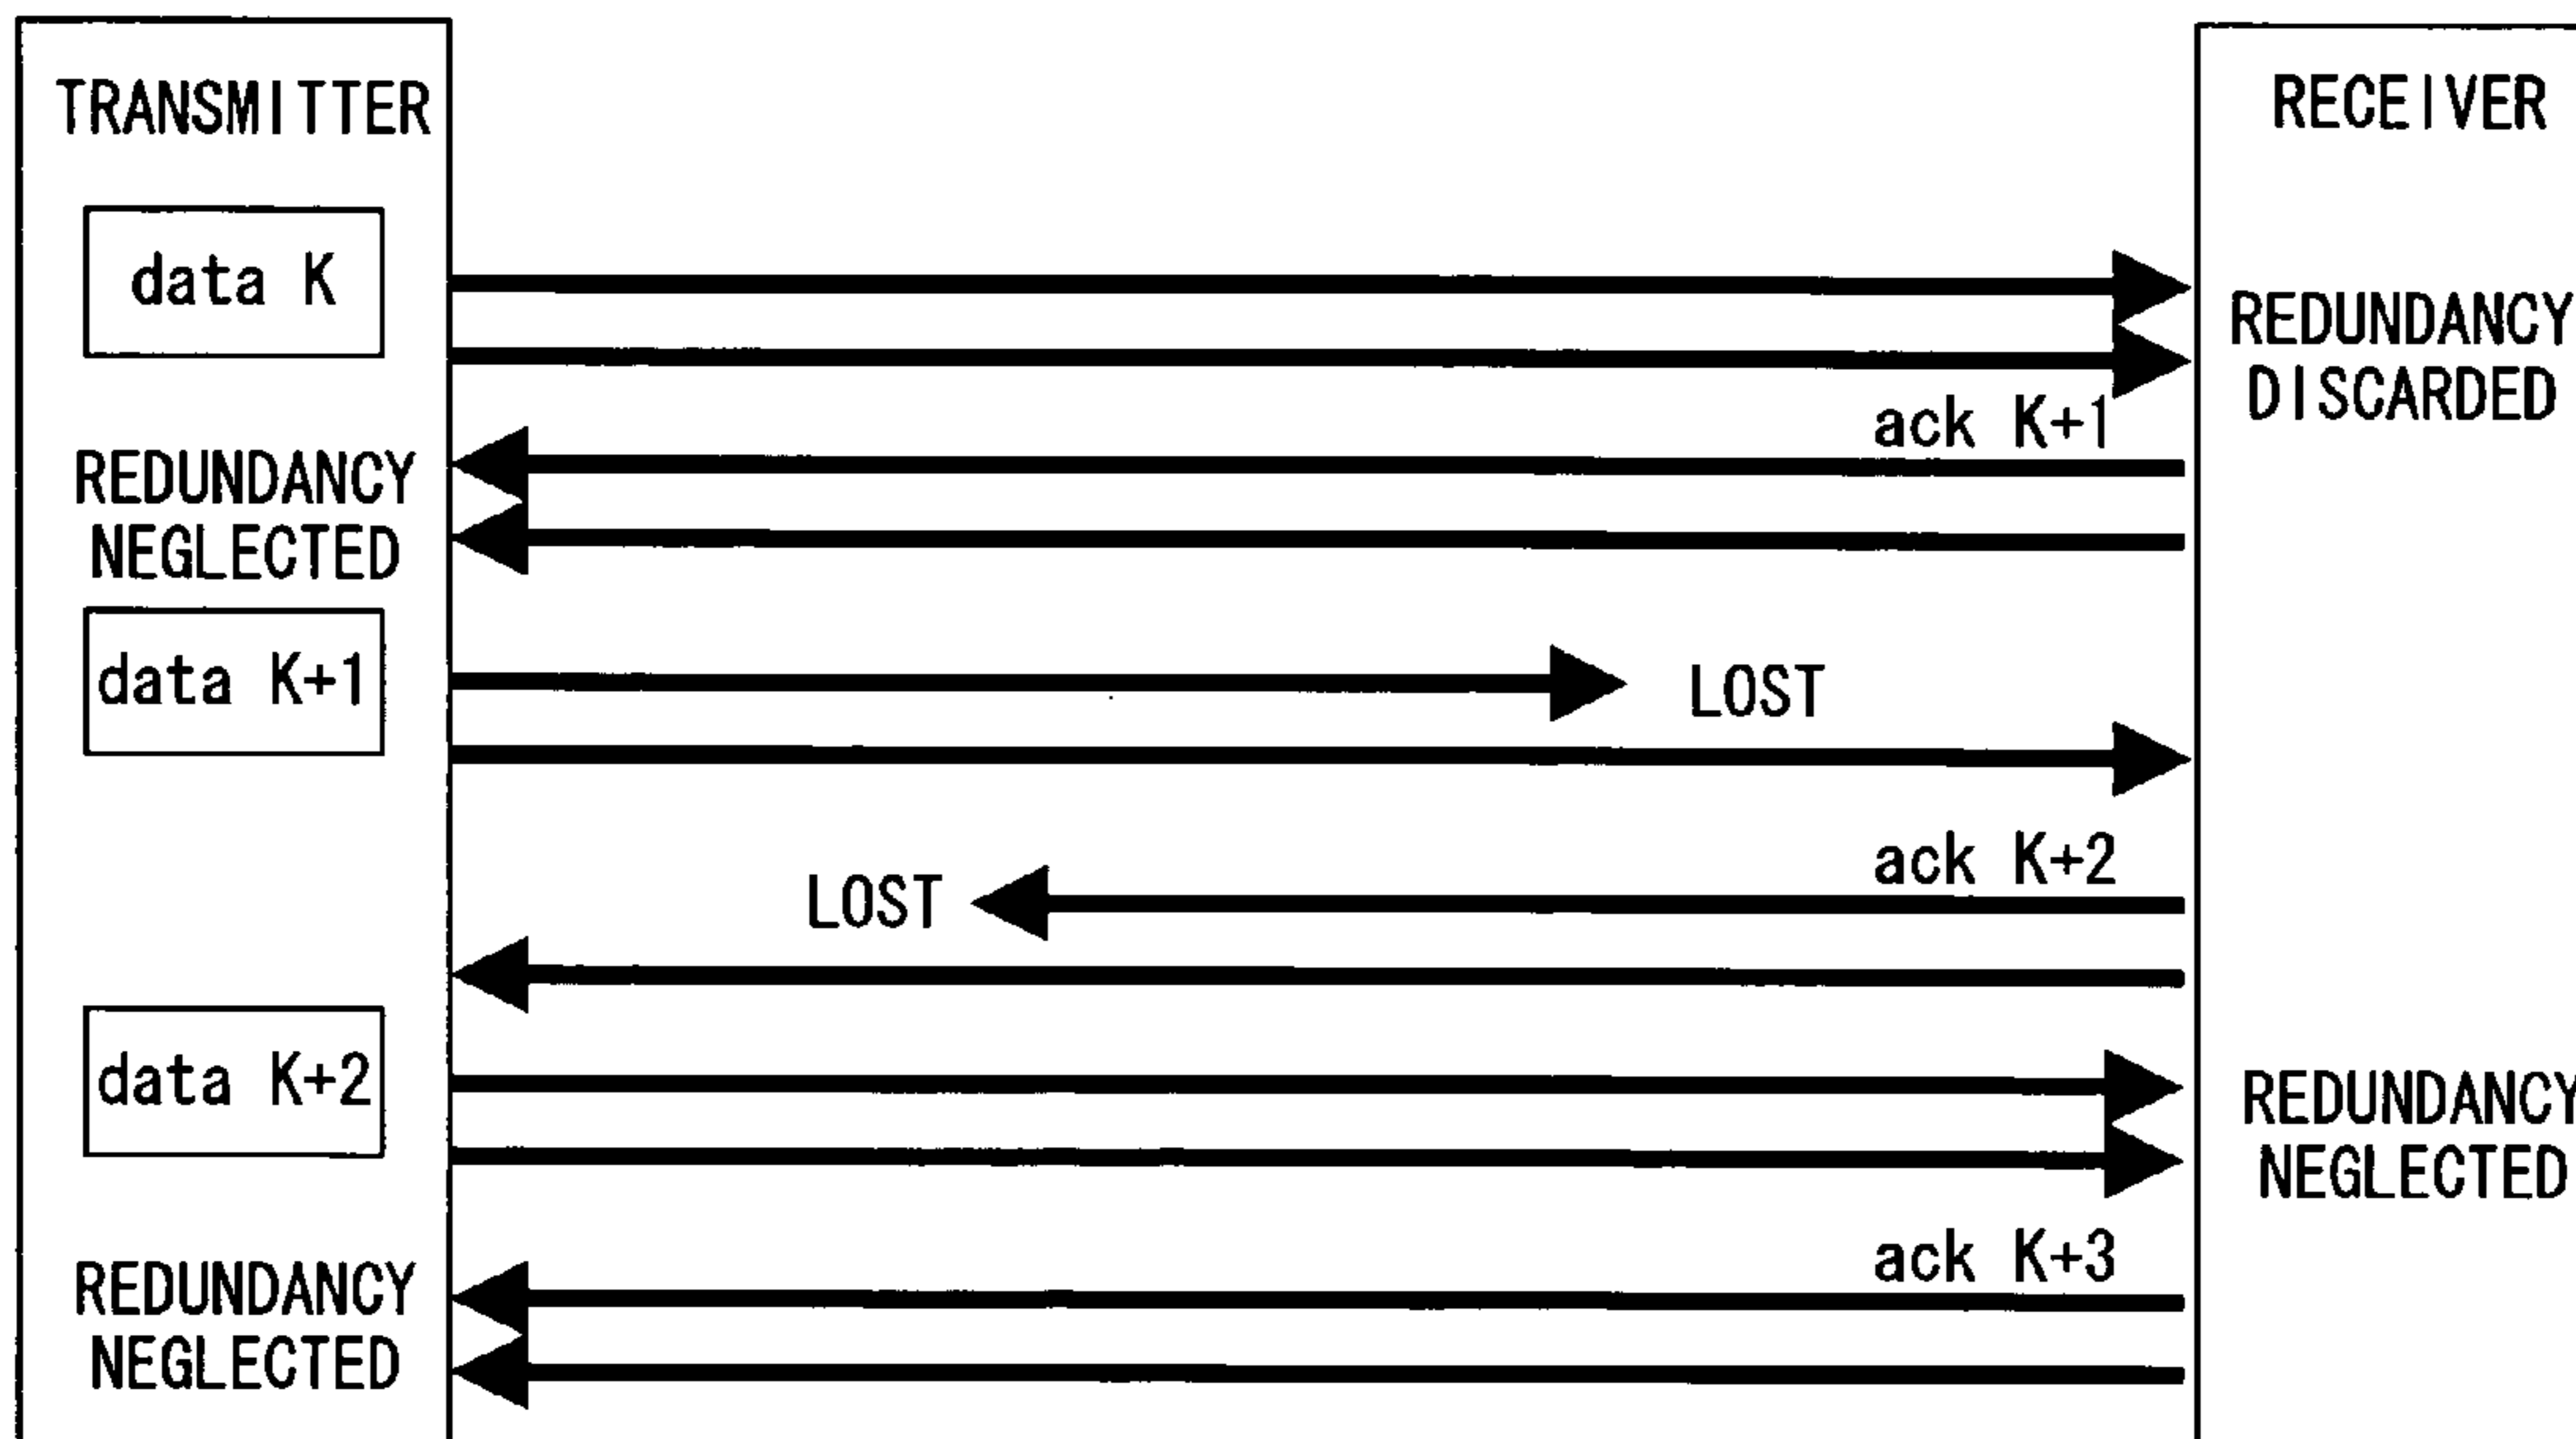 TRANSMITTER
RECEIVER
data K
REDUNDANCY
DISCARDED
ack K+1
REDUNDANCY
NEGLECTED
data K+1
LOST
ack K+2
LOST
data K+2
REDUNDANCY
NEGLECTED
ack K+3
REDUNDANCY
NEGLECTED